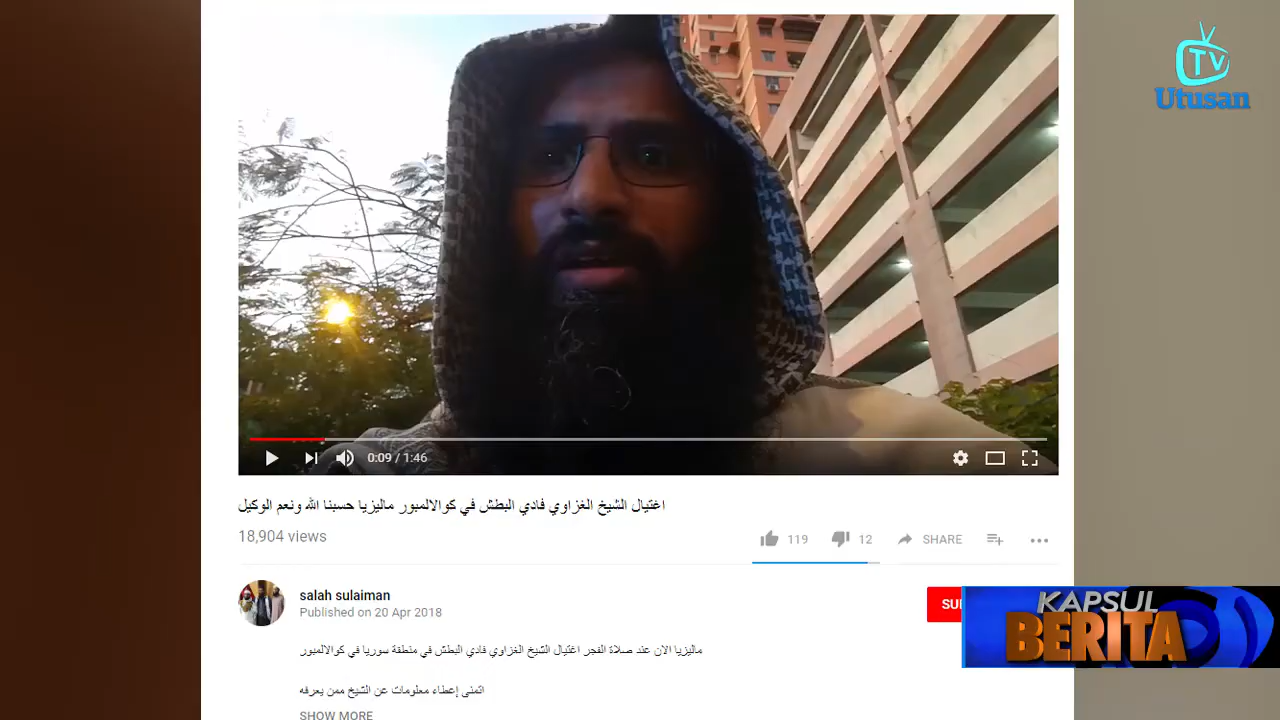 TV
Utusan
0:09 / 1:46
اغتيال الشيخ الغزاوي فادي البطش في كوالالمبور ماليزيا حسبنا الله ونعم الوكيل
18,904 views
119
12
SHARE
salah sulaiman
Published on 20 Apr 2018
SU
KAPSUL
BERITA
ماليزيا الان عند صلاة الفجر اغتيال الشيخ الغزاوي فادي البطش في منطقة سوريا في كوالالمبور
اتمنى إعطاء معلومات عن الشيخ ممن يعرفه
SHOW MORE